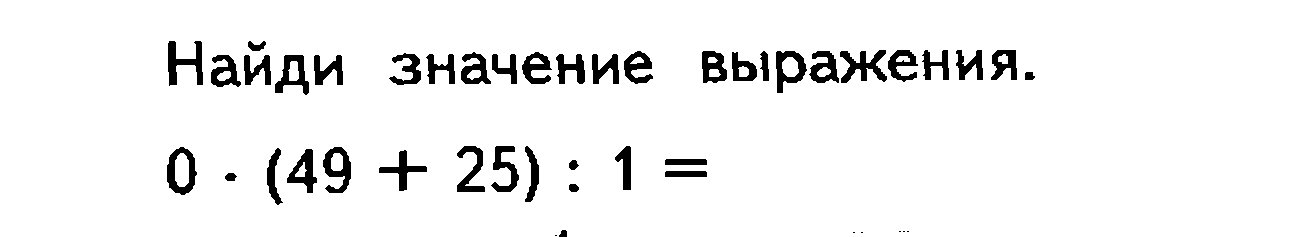 Найди значение выражения.
0 · (49 + 25) : 1 =